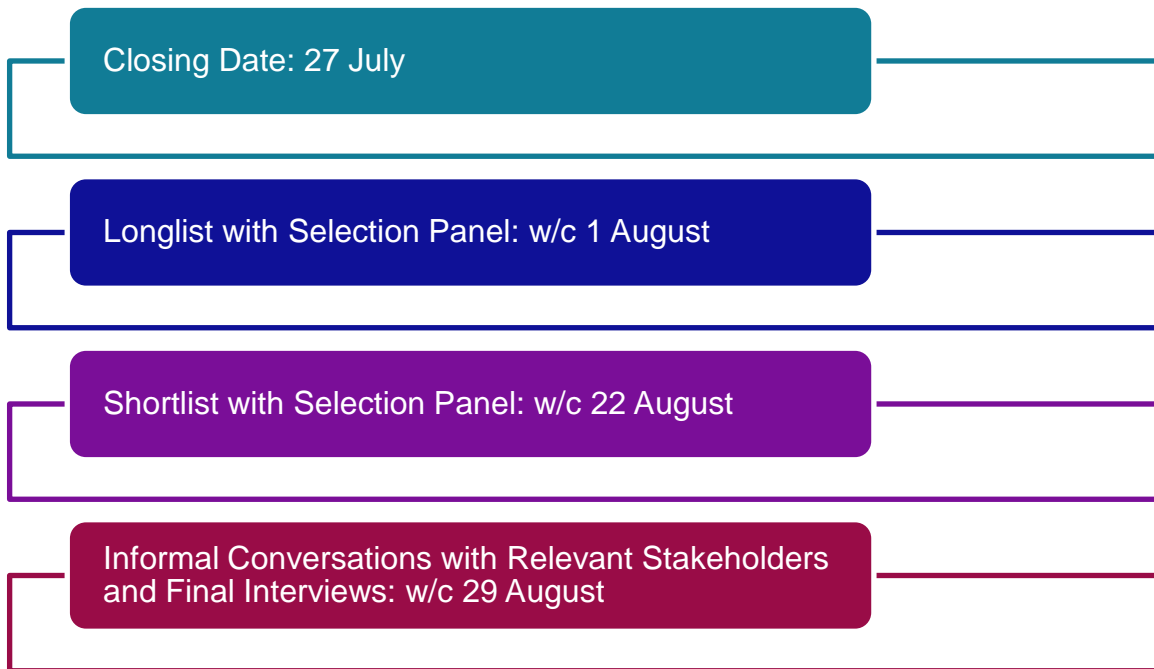 Closing Date: 27 July
Longlist with Selection Panel: w/c 1 August
Shortlist with Selection Panel: w/c 22 August
Informal Conversations with Relevant Stakeholders
and Final Interviews: w/c 29 August